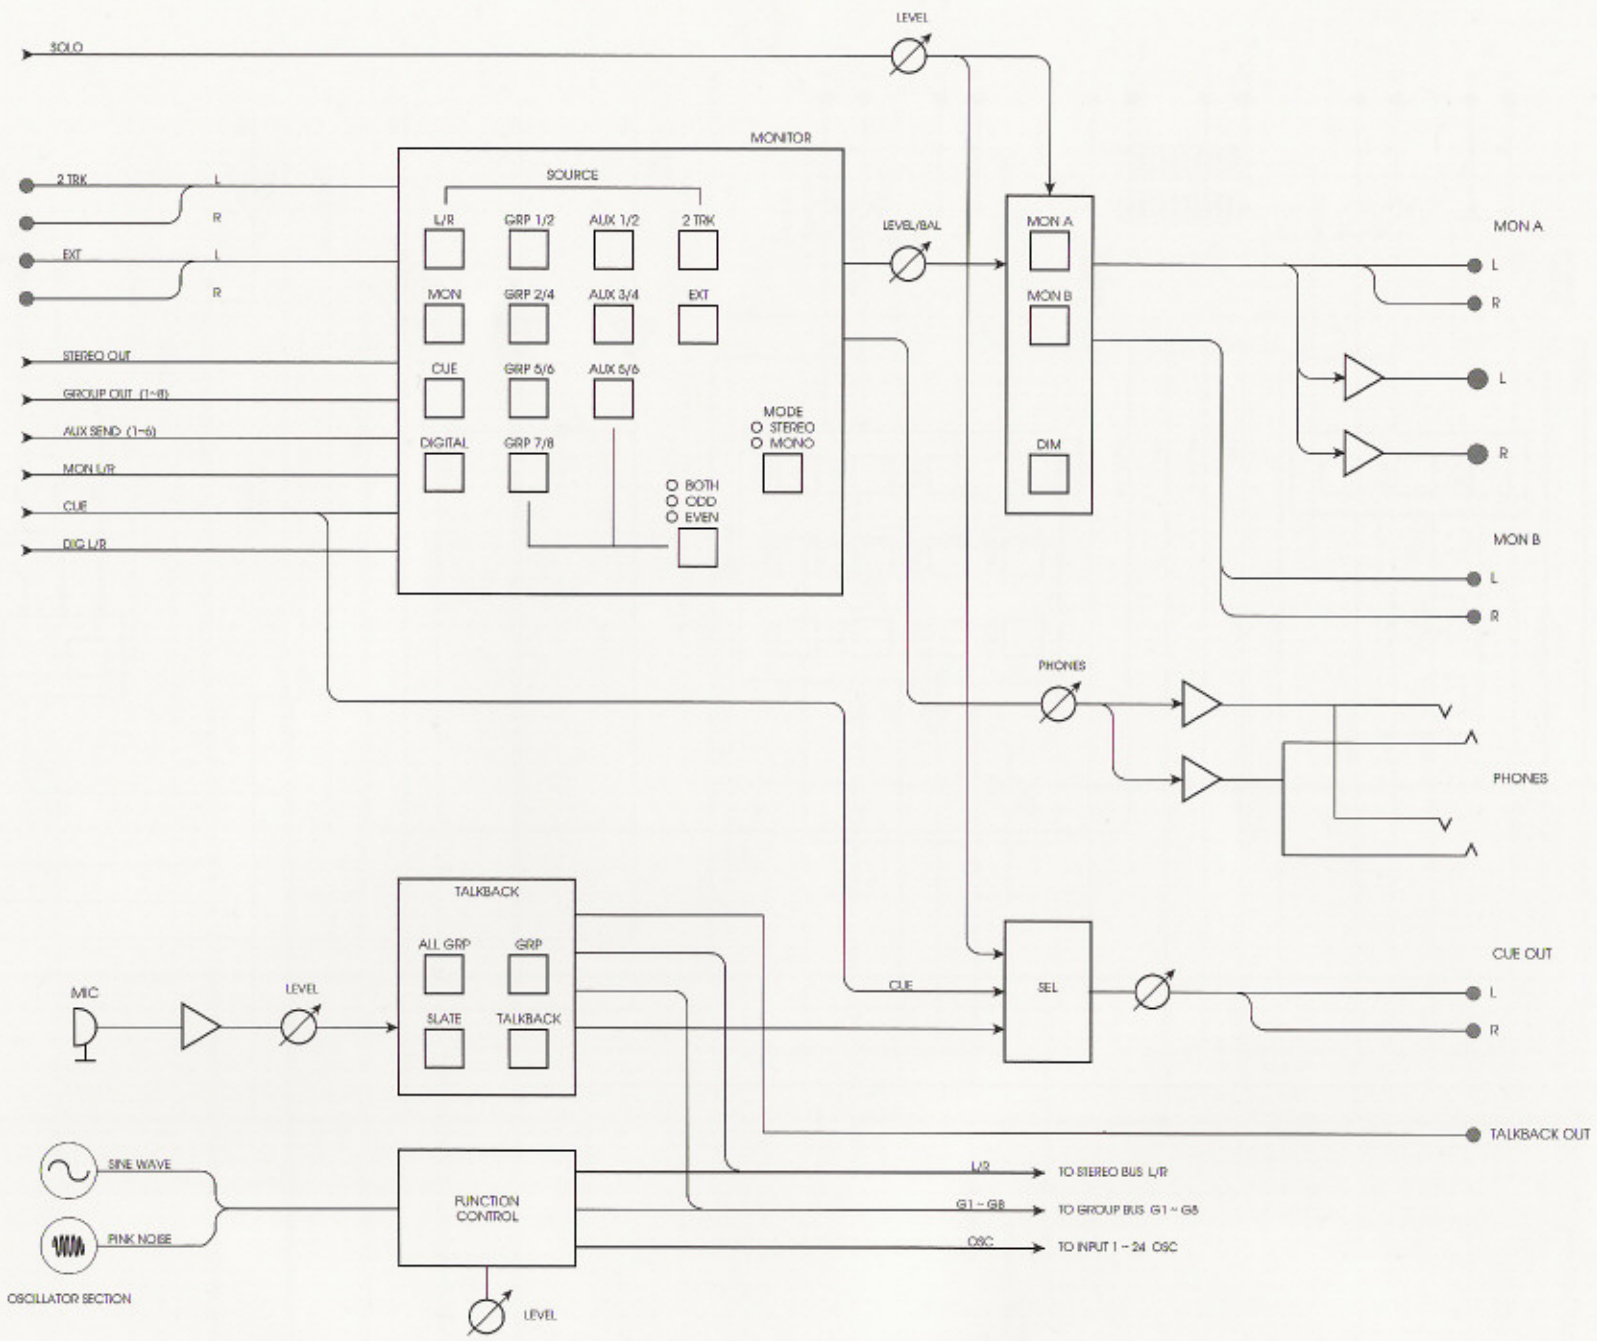 LEVEL
SOLO
MONITOR
SOURCE
2 TRK L
R
EXT L
R
STEREO OUT
GROUP OUT (1~8)
AUX SEND (1~6)
MON L/R
CUE
DIG L/R
L/R GRP 1/2 AUX 1/2 2 TRK
MON GRP 2/4 AUX 3/4 EXT
CUE GRP 5/6 AUX 5/6
DIGITAL GRP 7/8
MODE
STEREO
MONO
BOTH
ODD
EVEN
LEVEL/BAL
MON A
MON B
DIM
MON A
L
R
L
R
MON B
L
R
PHONES
PHONES
TALKBACK
ALL GRP GRP
SLATE TALKBACK
MIC
LEVEL
CUE
SEL
CUE OUT
L
R
TALKBACK OUT
SINE WAVE
PINK NOISE
OSCILLATOR SECTION
FUNCTION
CONTROL
LEVEL
L/R TO STEREO BUS L/R
G1 ~ G8 TO GROUP BUS G1 ~ G8
OSC TO INPUT 1 ~ 24 OSC